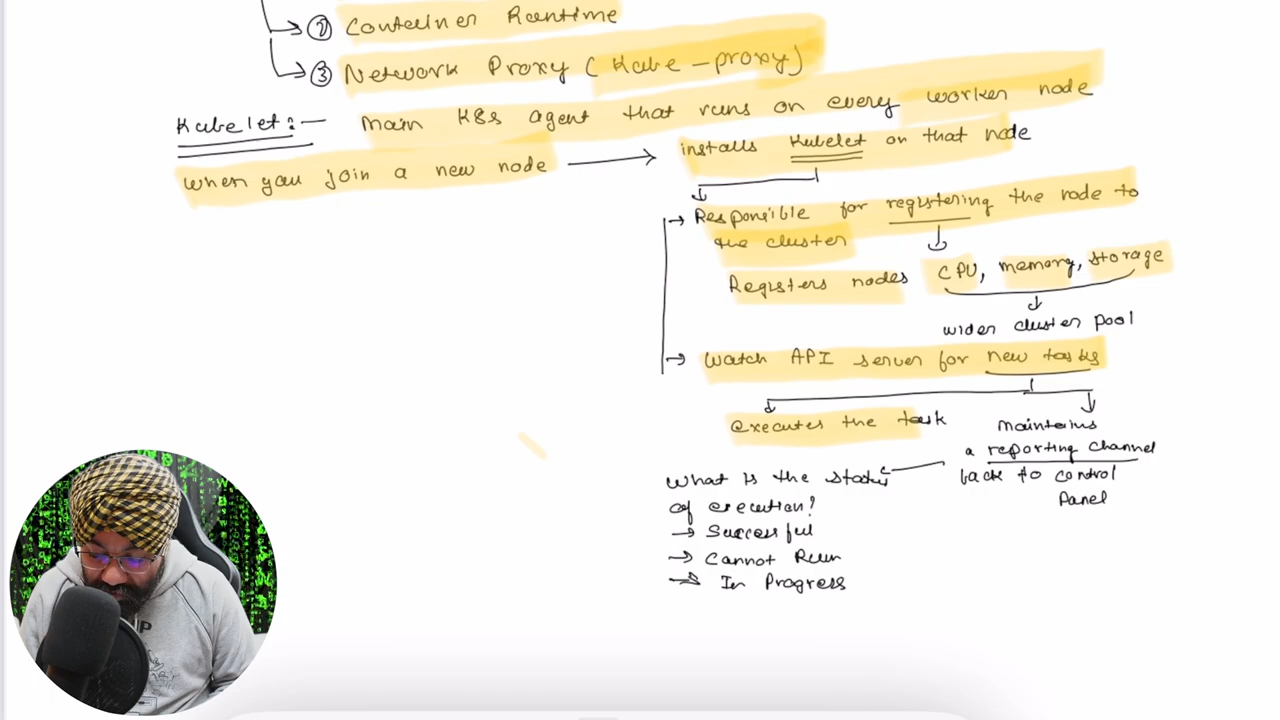 ② Container Runtime
③ Network Proxy (Kube-proxy)
Kubelet:- main K8s agent that runs on every worker node
when you join a new node → installs Kubelet on that node
→ Responsible for registering the node to
the cluster
Registers nodes CPU, memory, storage
wider cluster pool
→ Watch API server for new tasks
executes the task
maintains
a reporting channel
back to control
Panel
What is the status
of execution?
→ Successful
→ Cannot Run
→ In Progress